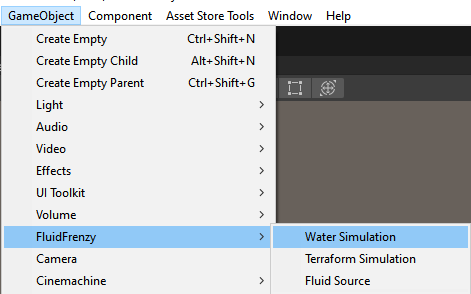 GameObject Component Asset Store Tools Window Help
Create Empty Ctrl+Shift+N
Create Empty Child Alt+Shift+N
Create Empty Parent Ctrl+Shift+G
Light
Audio
Video
Effects
UI Toolkit
Volume
FluidFrenzy Water Simulation
Camera Terraform Simulation
Cinemachine Fluid Source